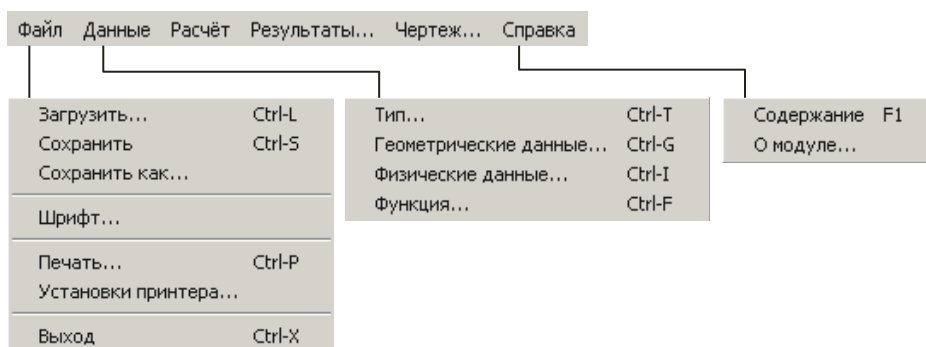 Файл Данные Расчёт Результаты... Чертеж... Справка
Загрузить... Ctrl-L
Сохранить Ctrl-S
Сохранить как...
Шрифт...
Печать... Ctrl-P
Установки принтера...
Выход Ctrl-X
Тип... Ctrl-T
Геометрические данные... Ctrl-G
Физические данные... Ctrl-I
Функция... Ctrl-F
Содержание F1
О модуле...